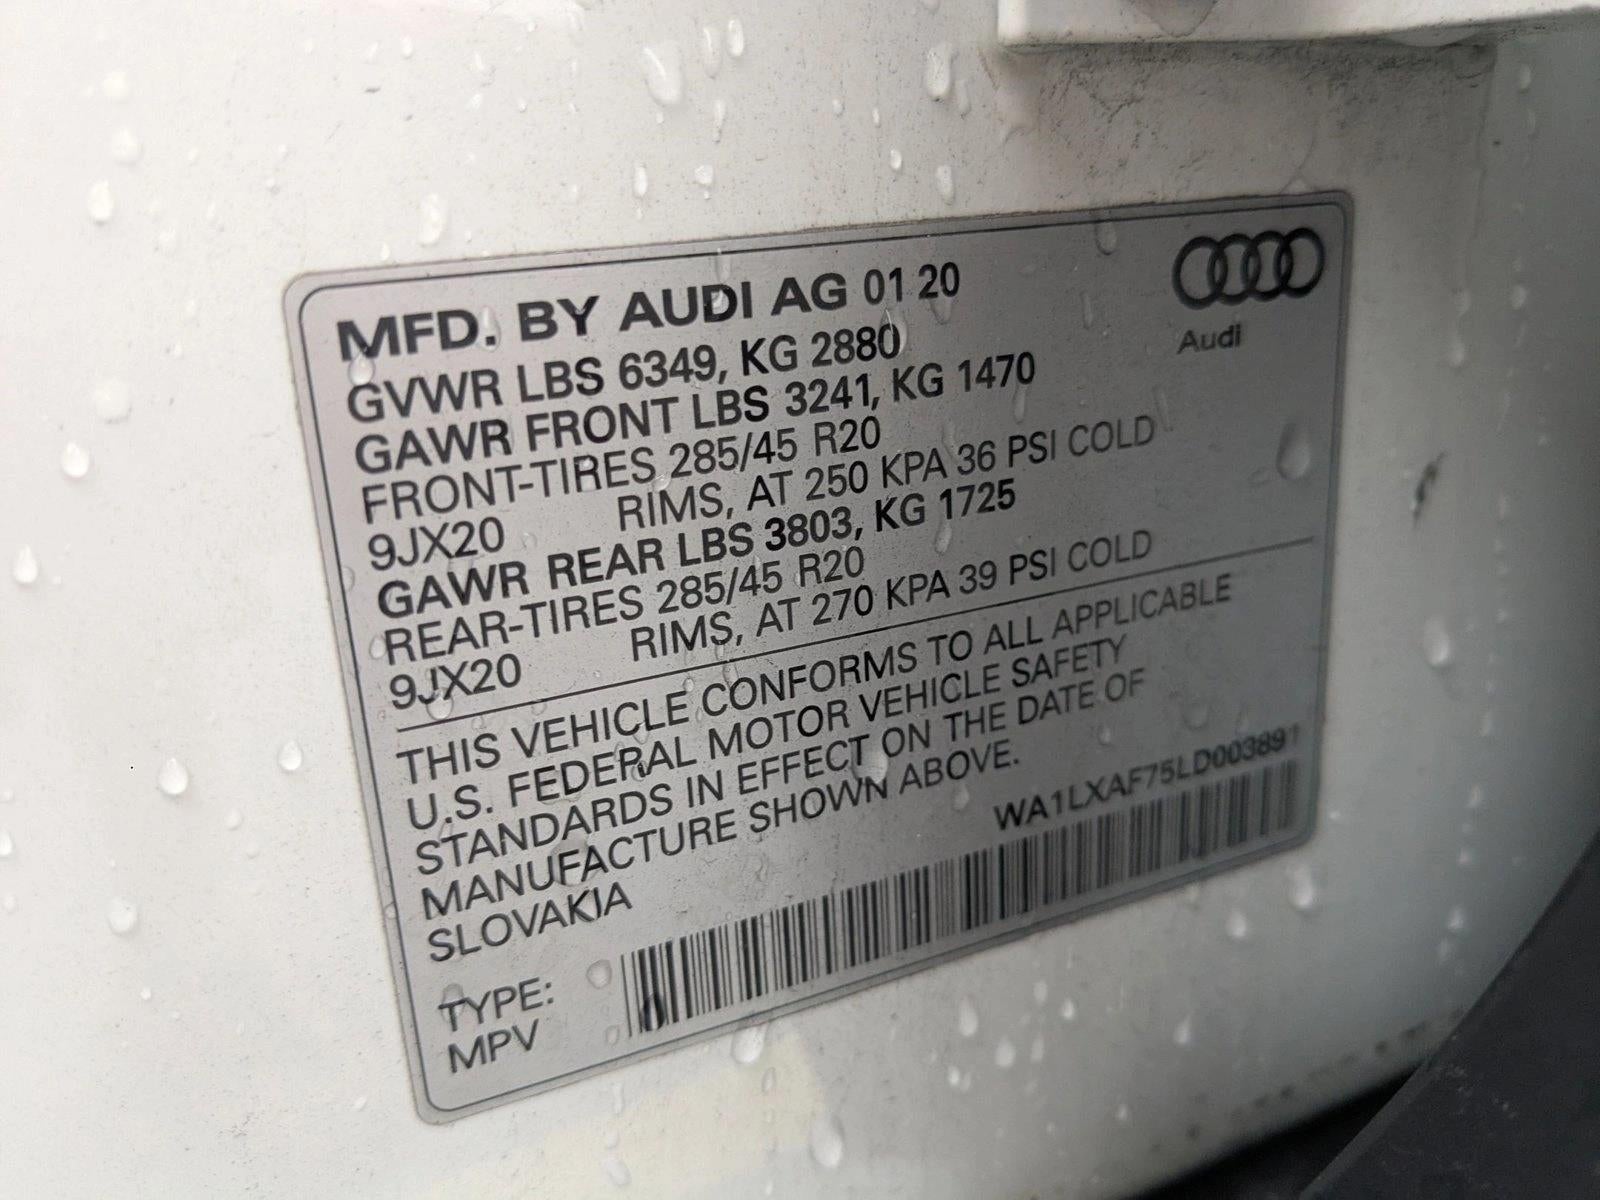 MFD. BY AUDI AG 01 20
Audi
GVWR LBS 6349, KG 2880
GAWR FRONT LBS 3241, KG 1470
FRONT-TIRES 285/45 R20
9JX20 RIMS, AT 250 KPA 36 PSI COLD
GAWR REAR LBS 3803, KG 1725
REAR-TIRES 285/45 R20
9JX20 RIMS, AT 270 KPA 39 PSI COLD
THIS VEHICLE CONFORMS TO ALL APPLICABLE
U.S. FEDERAL MOTOR VEHICLE SAFETY
STANDARDS IN EFFECT ON THE DATE OF
MANUFACTURE SHOWN ABOVE.
SLOVAKIA
WA1LXAF75LD003891
TYPE:
MPV